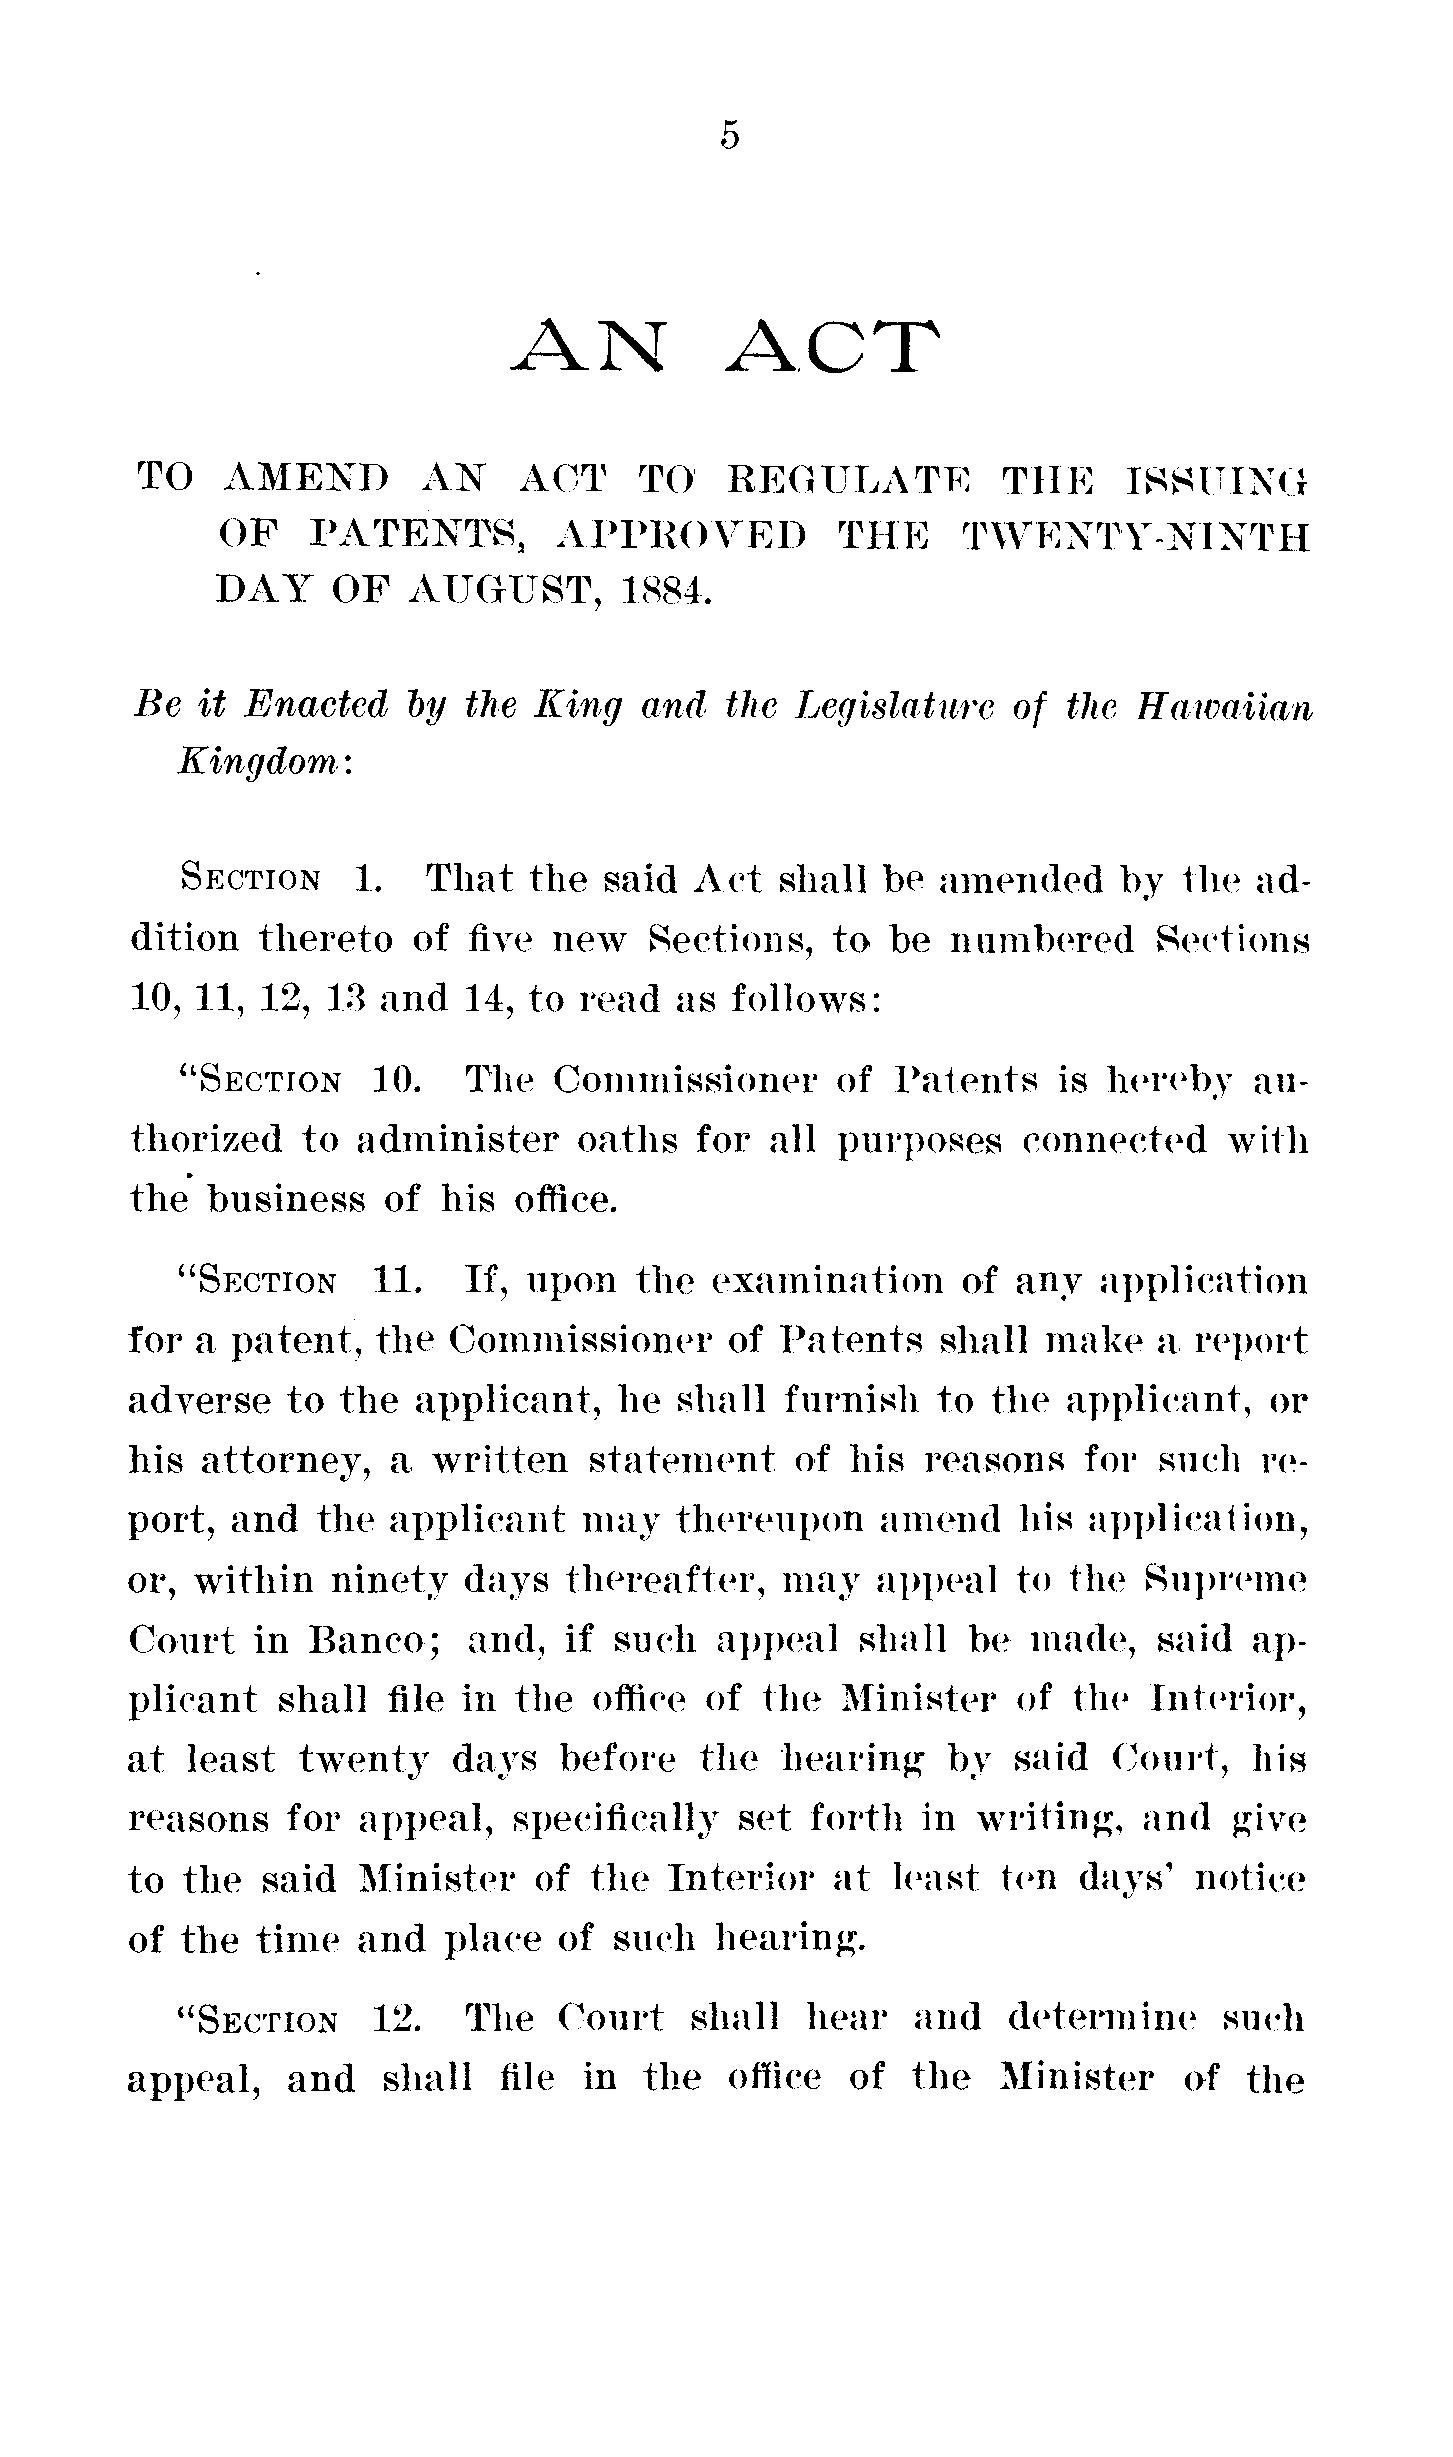 5
AN ACT
TO AMEND AN ACT TO REGULATE THE ISSUING
OF PATENTS, APPROVED THE TWENTY-NINTH
DAY OF AUGUST, 1884.
Be it Enacted by the King and the Legislature of the Hawaiian
Kingdom:
SECTION 1. That the said Act shall be amended by the ad-
dition thereto of five new Sections, to be numbered Sections
10, 11, 12, 13 and 14, to read as follows:
"SECTION 10. The Commissioner of Patents is hereby au-
thorized to administer oaths for all purposes connected with
the business of his office.
"SECTION 11. If, upon the examination of any application
for a patent, the Commissioner of Patents shall make a report
adverse to the applicant, he shall furnish to the applicant, or
his attorney, a written statement of his reasons for such re-
port, and the applicant may thereupon amend his application,
or, within ninety days thereafter, may appeal to the Supreme
Court in Banco; and, if such appeal shall be made, said ap-
plicant shall file in the office of the Minister of the Interior,
at least twenty days before the hearing by said Court, his
reasons for appeal, specifically set forth in writing, and give
to the said Minister of the Interior at least ten days' notice
of the time and place of such hearing.
"SECTION 12. The Court shall hear and determine such
appeal, and shall file in the office of the Minister of the